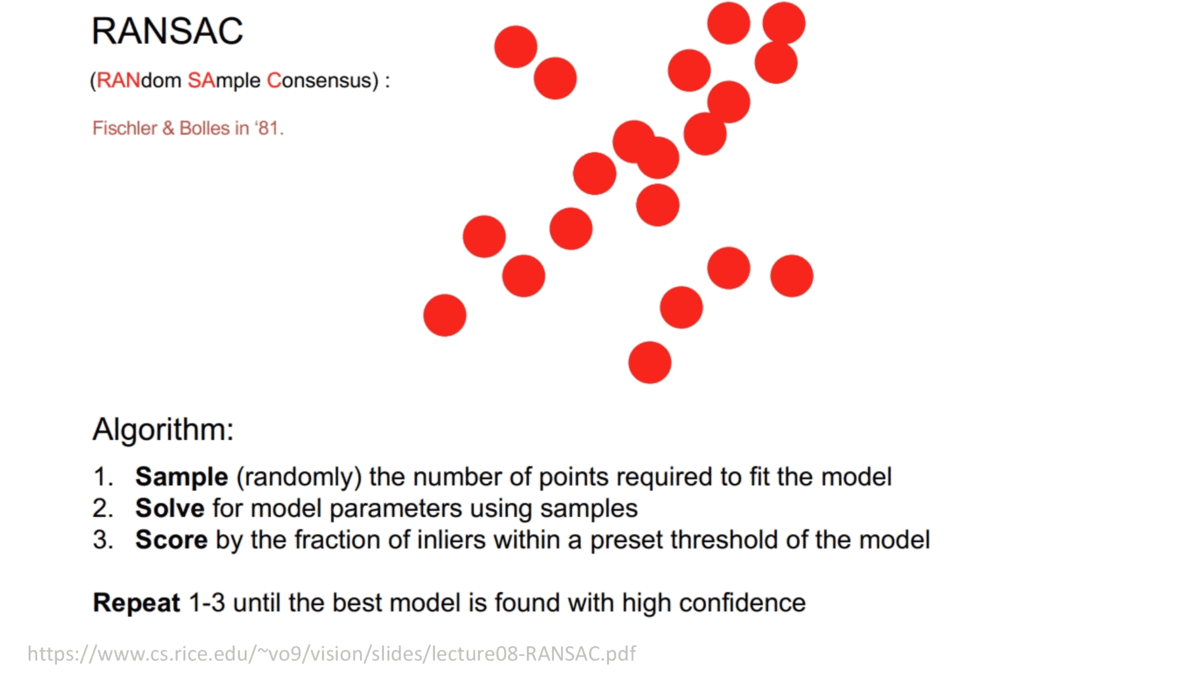 RANSAC
(RANdom SAmple Consensus) :
Fischler & Bolles in ‘81.
Algorithm:
1. Sample (randomly) the number of points required to fit the model
2. Solve for model parameters using samples
3. Score by the fraction of inliers within a preset threshold of the model
Repeat 1-3 until the best model is found with high confidence
https://www.cs.rice.edu/~vo9/vision/slides/lecture08-RANSAC.pdf